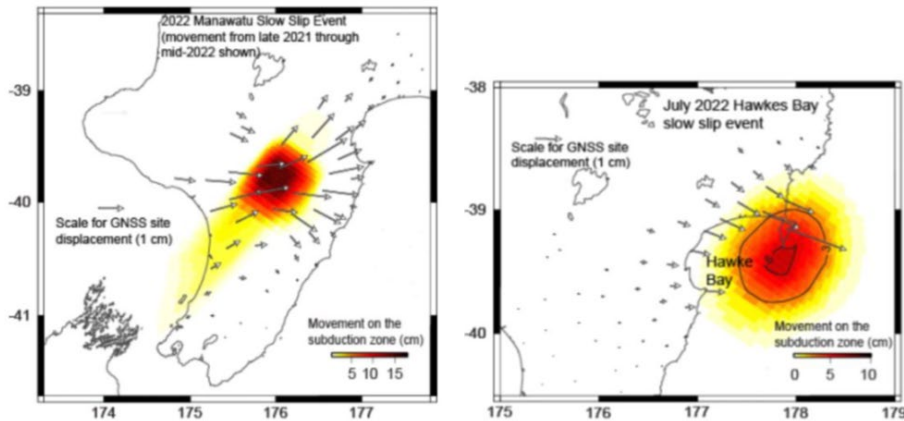 2022 Manawatu Slow Slip Event
(movement from late 2021 through
mid-2022 shown)
-39
-40
-41
Scale for GNSS site
displacement (1 cm)
Movement on the
subduction zone (cm)
5 10 15
174 175 176 177
-38
July 2022 Hawkes Bay
slow slip event
Scale for GNSS site
displacement (1 cm)
-39
Hawke
Bay
-40
Movement on the
subduction zone (cm)
0 5 10
175 176 177 178 179